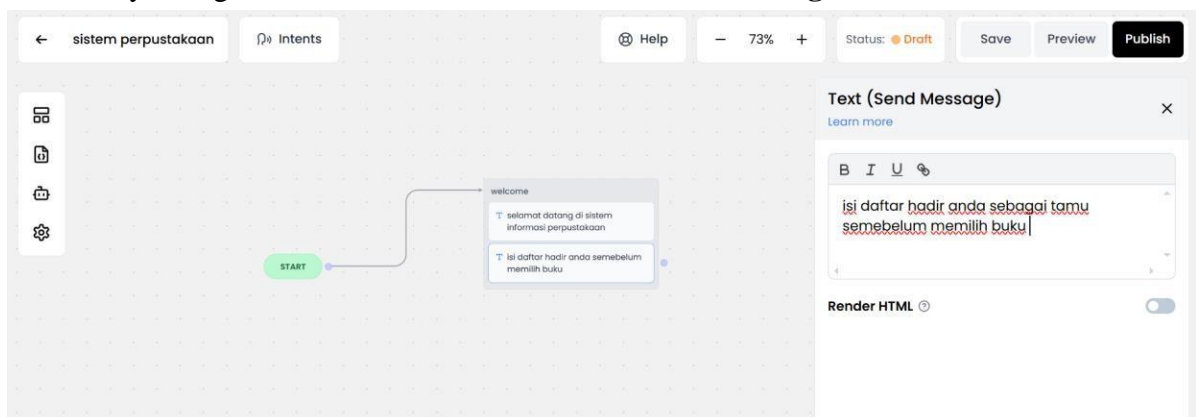 ← sistem perpustakaan Intents Help − 73% + Status: Draft Save Preview Publish
Text (Send Message) ×
Learn more
B I U
isi daftar hadir anda sebagai tamu
semebelum memilih buku
Render HTML
welcome
T selamat datang di sistem
informasi perpustakaan
T isi daftar hadir anda semebelum
memilih buku
START